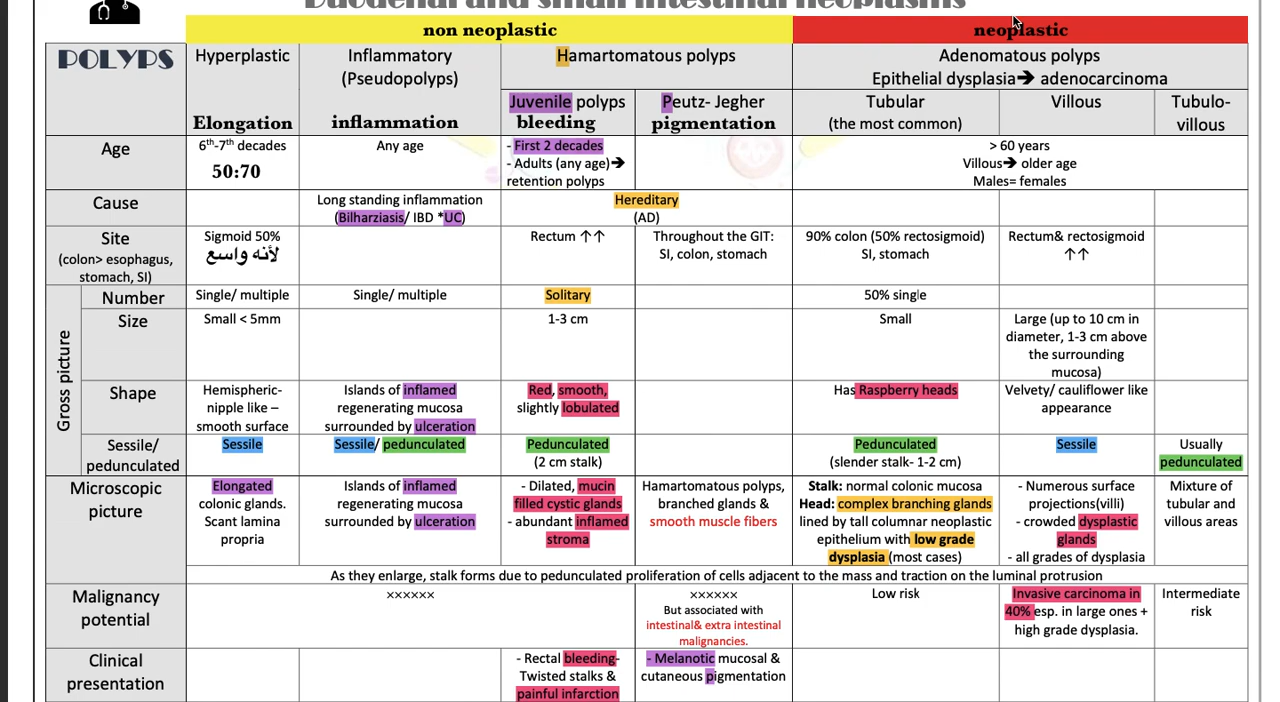 Duodenal and small intestinal neoplasms
non neoplastic
neoplastic
POLYPS
Hyperplastic
Elongation
Inflammatory
(Pseudopolyps)
inflammation
Hamartomatous polyps
Adenomatous polyps
Epithelial dysplasia➔ adenocarcinoma
Juvenile polyps
bleeding
Peutz- Jegher
pigmentation
Tubular
(the most common)
Villous
Tubulo-
villous
Age
6th-7th decades
50:70
Any age
- First 2 decades
- Adults (any age)➔
retention polyps
> 60 years
Villous➔ older age
Males= females
Cause
Long standing inflammation
(Bilharziasis/ IBD *UC)
Hereditary
(AD)
Site
(colon> esophagus,
stomach, SI)
Sigmoid 50%
لأنه واسع
Rectum ↑↑
Throughout the GIT:
SI, colon, stomach
90% colon (50% rectosigmoid)
SI, stomach
Rectum& rectosigmoid
↑↑
Gross picture
Number
Single/ multiple
Single/ multiple
Solitary
50% single
Size
Small < 5mm
1-3 cm
Small
Large (up to 10 cm in
diameter, 1-3 cm above
the surrounding
mucosa)
Shape
Hemispheric-
nipple like –
smooth surface
Islands of inflamed
regenerating mucosa
surrounded by ulceration
Red, smooth,
slightly lobulated
Has Raspberry heads
Velvety/ cauliflower like
appearance
Sessile/
pedunculated
Sessile
Sessile/ pedunculated
Pedunculated
(2 cm stalk)
Pedunculated
(slender stalk- 1-2 cm)
Sessile
Usually
pedunculated
Microscopic
picture
Elongated
colonic glands.
Scant lamina
propria
Islands of inflamed
regenerating mucosa
surrounded by ulceration
- Dilated, mucin
filled cystic glands
- abundant inflamed
stroma
Hamartomatous polyps,
branched glands &
smooth muscle fibers
Stalk: normal colonic mucosa
Head: complex branching glands
lined by tall columnar neoplastic
epithelium with low grade
dysplasia (most cases)
- Numerous surface
projections(villi)
- crowded dysplastic
glands
- all grades of dysplasia
Mixture of
tubular and
villous areas
As they enlarge, stalk forms due to pedunculated proliferation of cells adjacent to the mass and traction on the luminal protrusion
Malignancy
potential
××××××
××××××
But associated with
intestinal& extra intestinal
malignancies.
Low risk
Invasive carcinoma in
40% esp. in large ones +
high grade dysplasia.
Intermediate
risk
Clinical
presentation
- Rectal bleeding-
Twisted stalks &
painful infarction
- Melanotic mucosal &
cutaneous pigmentation